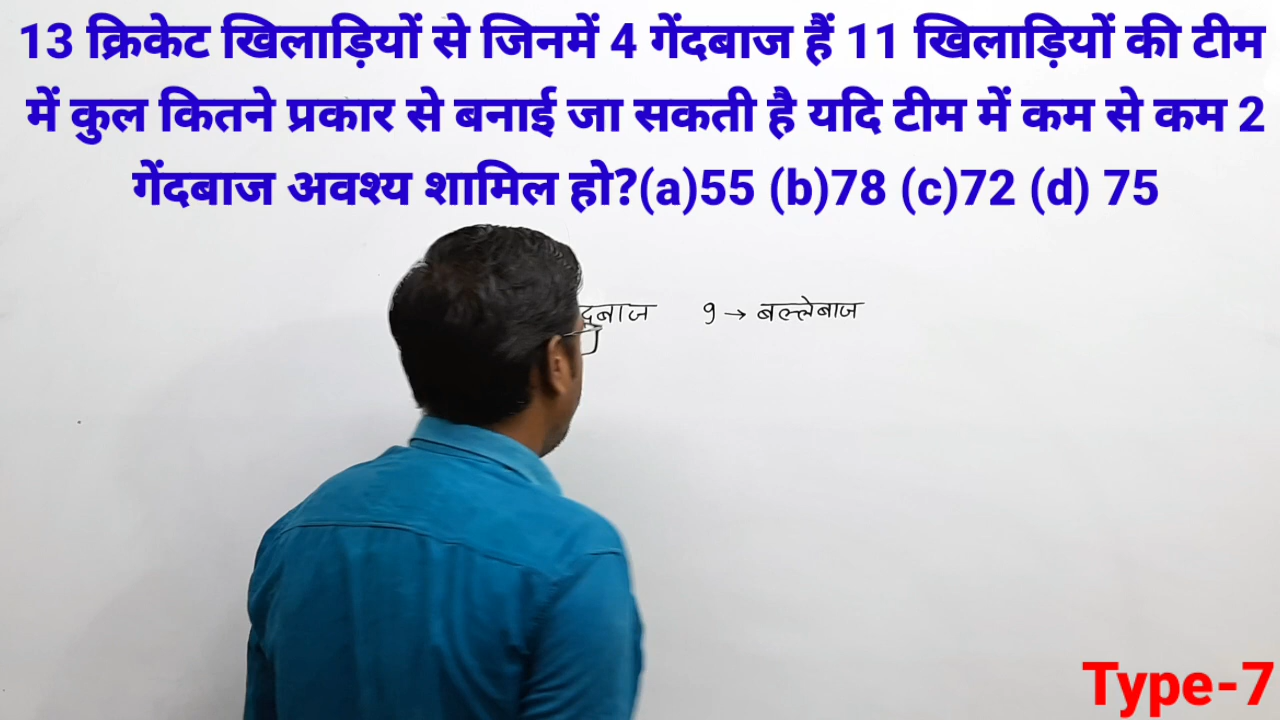 13 क्रिकेट खिलाड़ियों से जिनमें 4 गेंदबाज हैं 11 खिलाड़ियों की टीम
में कुल कितने प्रकार से बनाई जा सकती है यदि टीम में कम से कम 2
गेंदबाज अवश्य शामिल हो?(a)55 (b)78 (c)72 (d) 75
9 → बल्लेबाज
Type-7